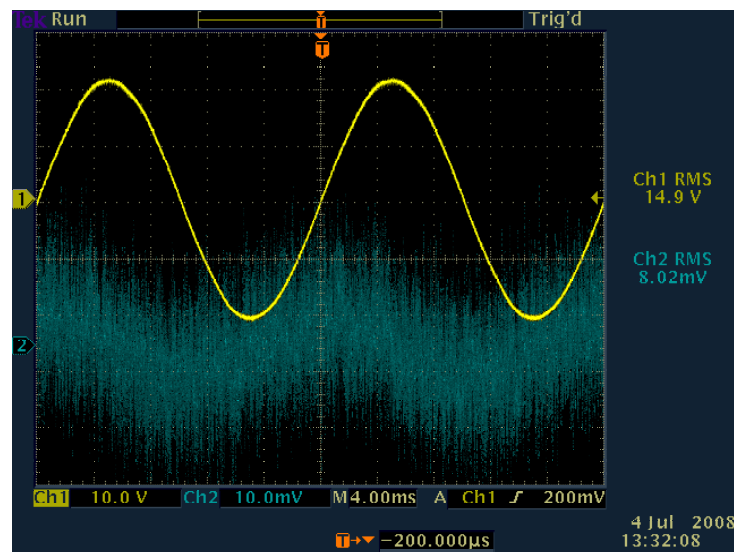 Tek Run Trig'd
T
T
1
Ch1 RMS
14.9 V
Ch2 RMS
8.02mV
2
Ch1 10.0 V Ch2 10.0mV M4.00ms A Ch1 200mV
4 Jul 2008
T -200.000µs 13:32:08